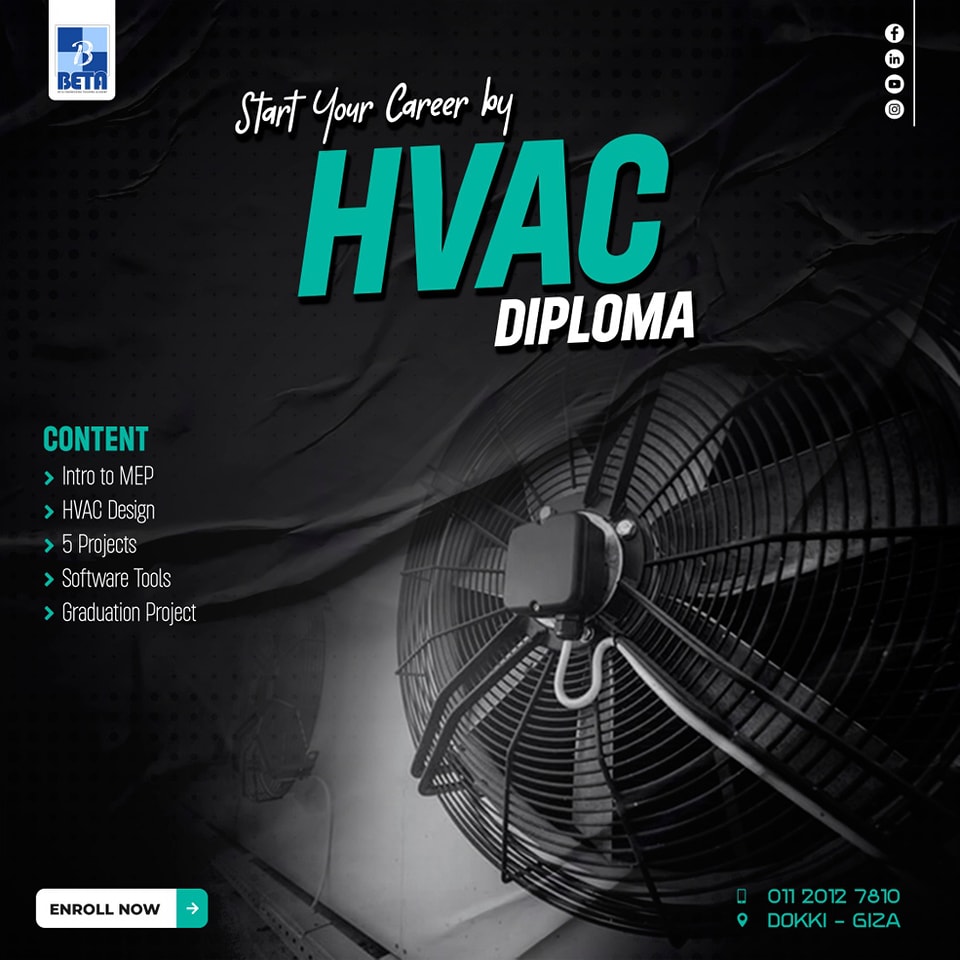 B
BETA
Start Your Career by
HVAC
DIPLOMA
CONTENT
Intro to MEP
HVAC Design
5 Projects
Software Tools
Graduation Project
ENROLL NOW
011 2012 7810
DOKKI - GIZA